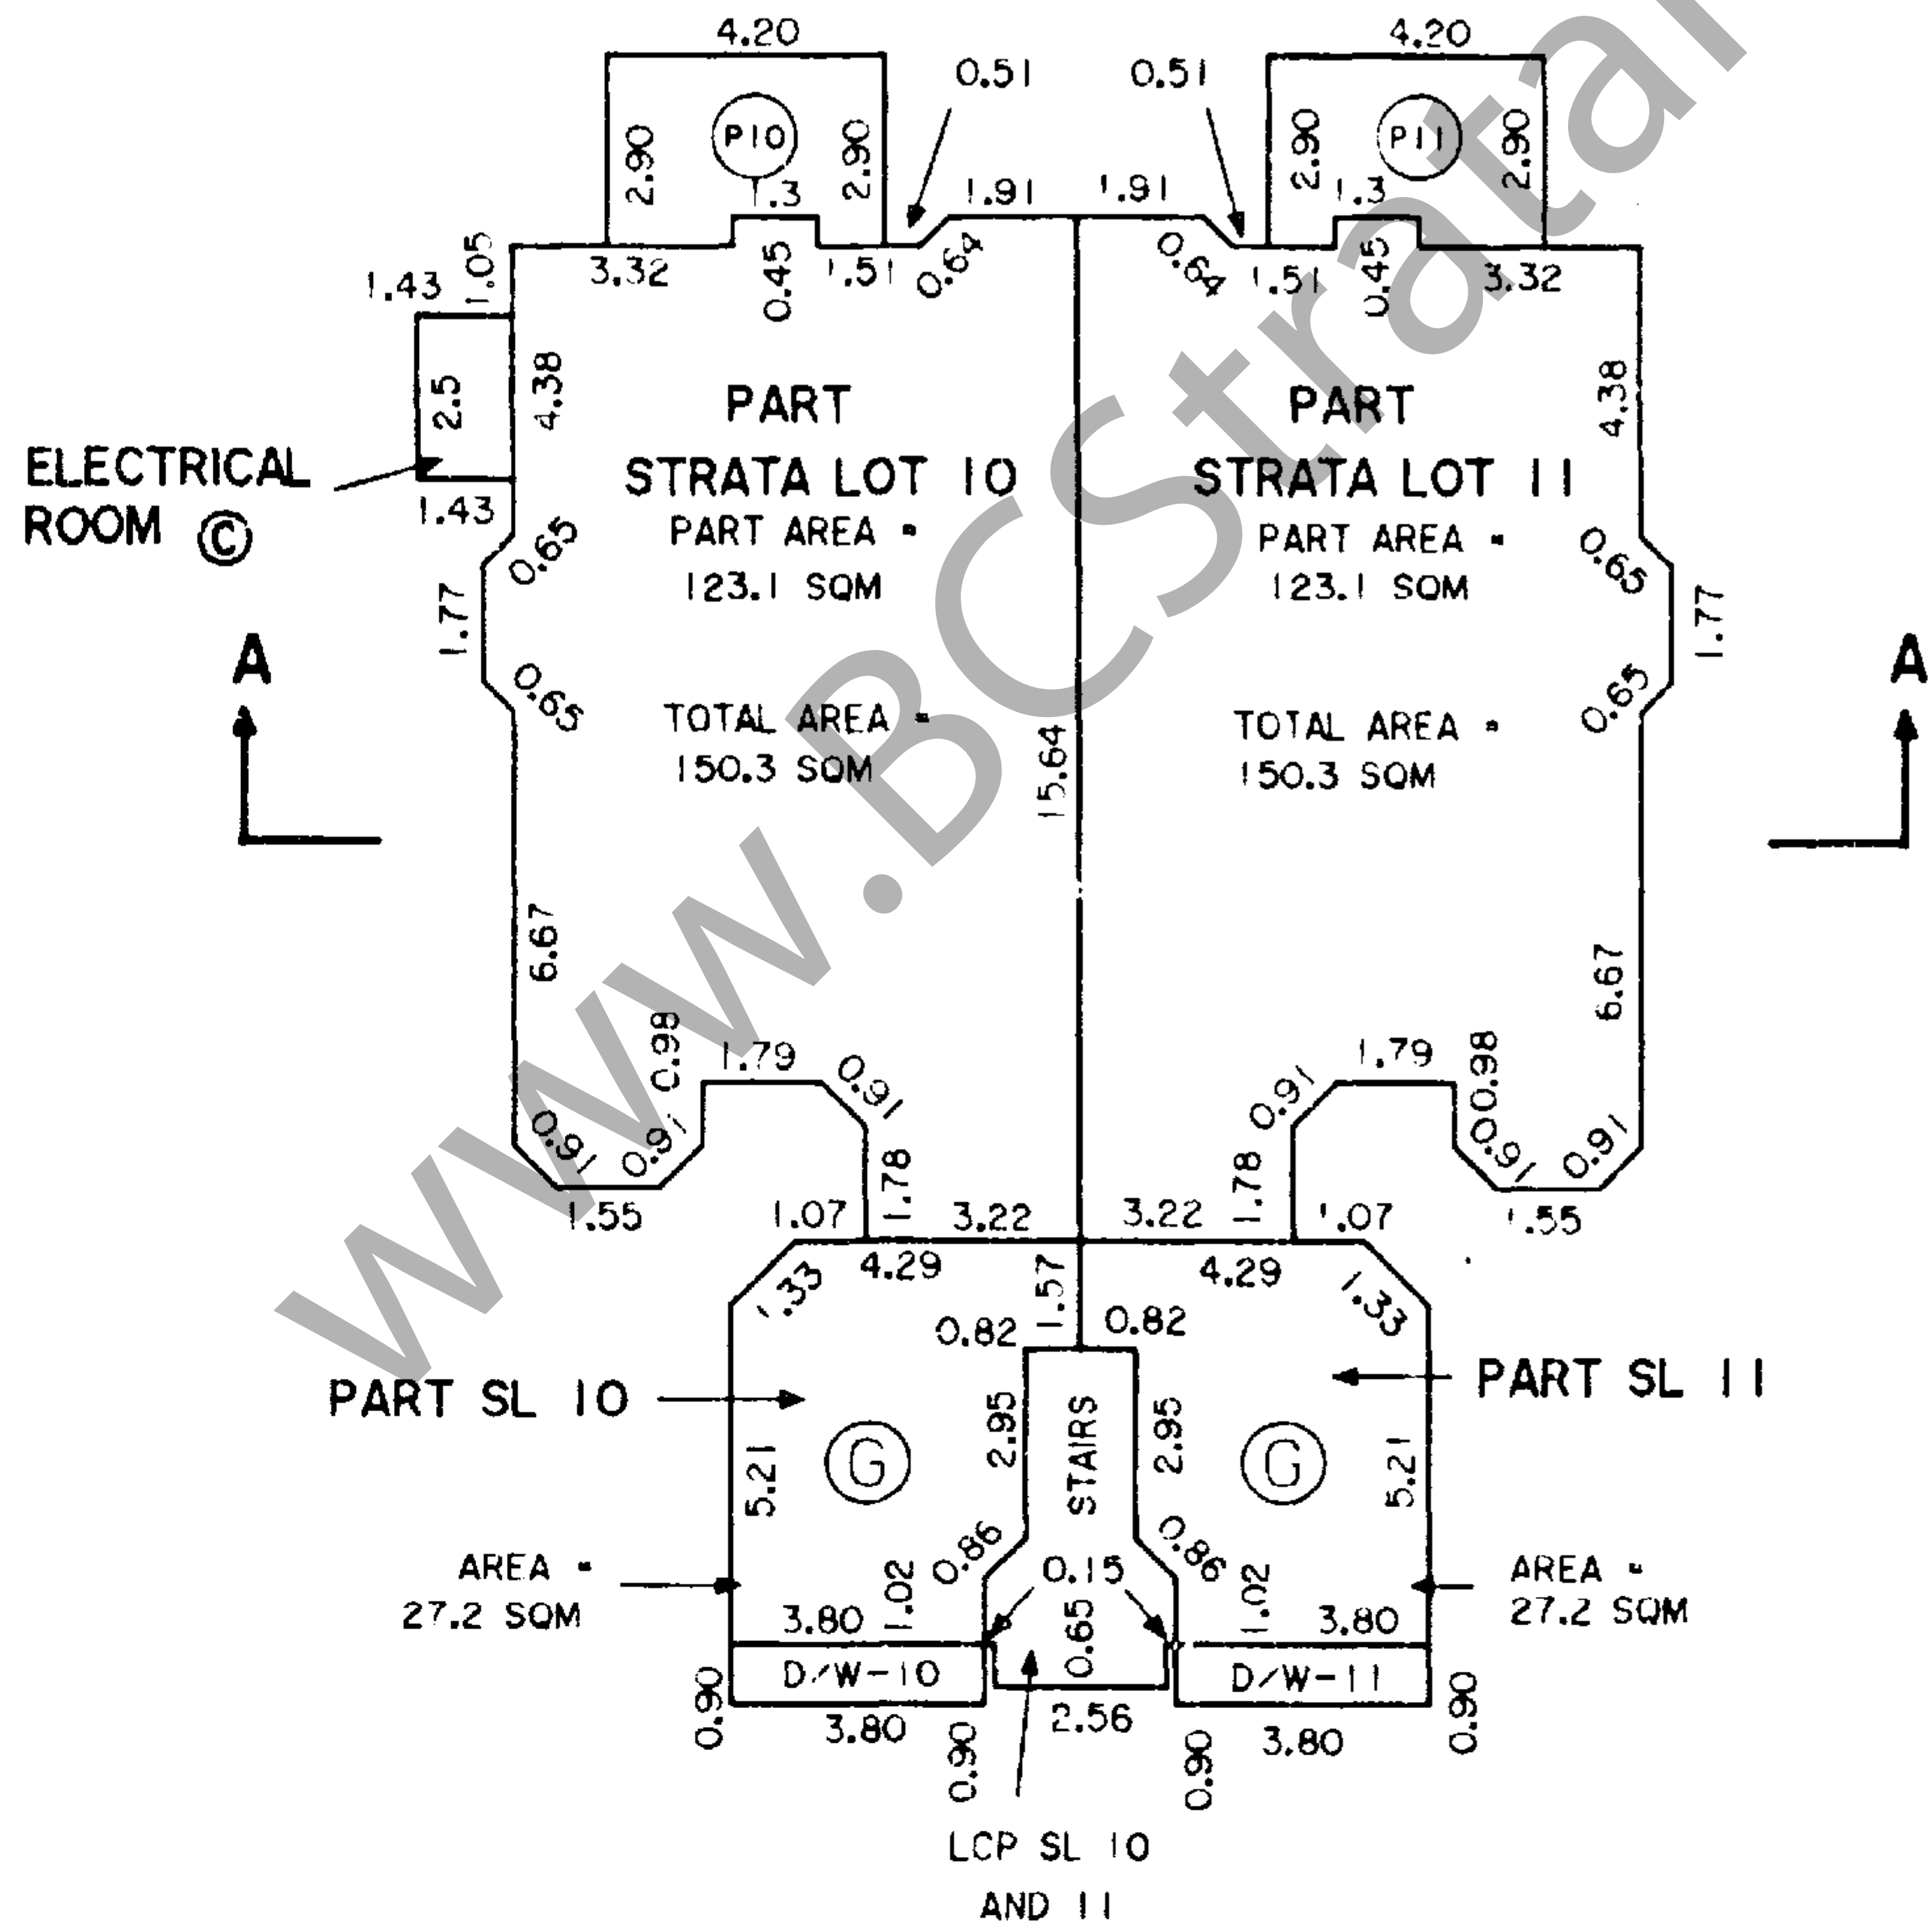 4.20
4.20
0.51
0.51
P10
P11
2.90
2.90
2.90
2.90
1.3
1.3
1.91
1.91
1.05
1.43
3.32
0.45
1.51
0.64
0.64
1.51
0.45
3.32
2.5
4.38
4.38
PART
STRATA LOT 10
PART AREA =
123.1 SQM
PART
STRATA LOT 11
PART AREA =
123.1 SQM
ELECTRICAL
ROOM ©
1.43
0.65
0.65
1.77
1.77
A
A
0.65
0.65
TOTAL AREA =
150.3 SQM
TOTAL AREA =
150.3 SQM
15.64
6.67
6.67
0.98
1.79
0.91
0.91
1.79
0.98
0.91
0.91
0.91
0.91
1.55
1.07
1.78
3.22
3.22
1.78
1.07
1.55
4.29
4.29
1.33
1.57
1.33
0.82
0.82
PART SL 10
PART SL 11
2.95
STAIRS
2.95
G
G
5.21
5.21
0.86
0.86
AREA =
27.2 SQM
AREA =
27.2 SQM
0.15
3.80
1.02
0.65
1.02
3.80
D/W-10
D/W-11
0.90
3.80
0.90
2.56
0.90
3.80
0.90
LCP SL 10
AND 11
www.BCStrata